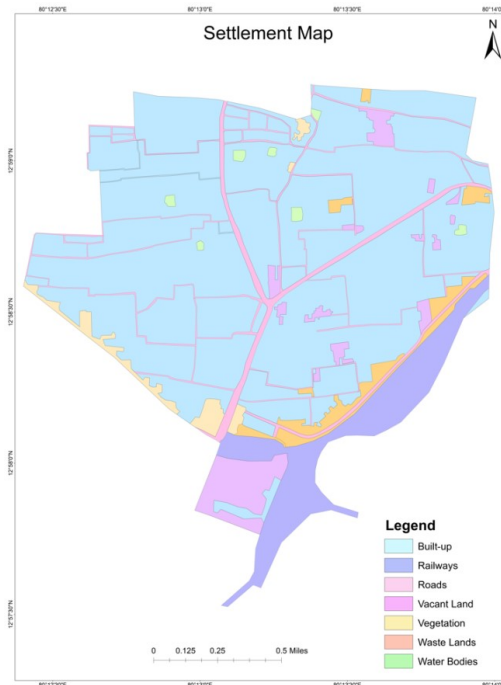 80°12'30"E 80°13'0"E 80°13'30"E
Settlement Map
N
Legend
Built-up
Railways
Roads
Vacant Land
Vegetation
Waste Lands
Water Bodies
0 0.125 0.25 0.5 Miles